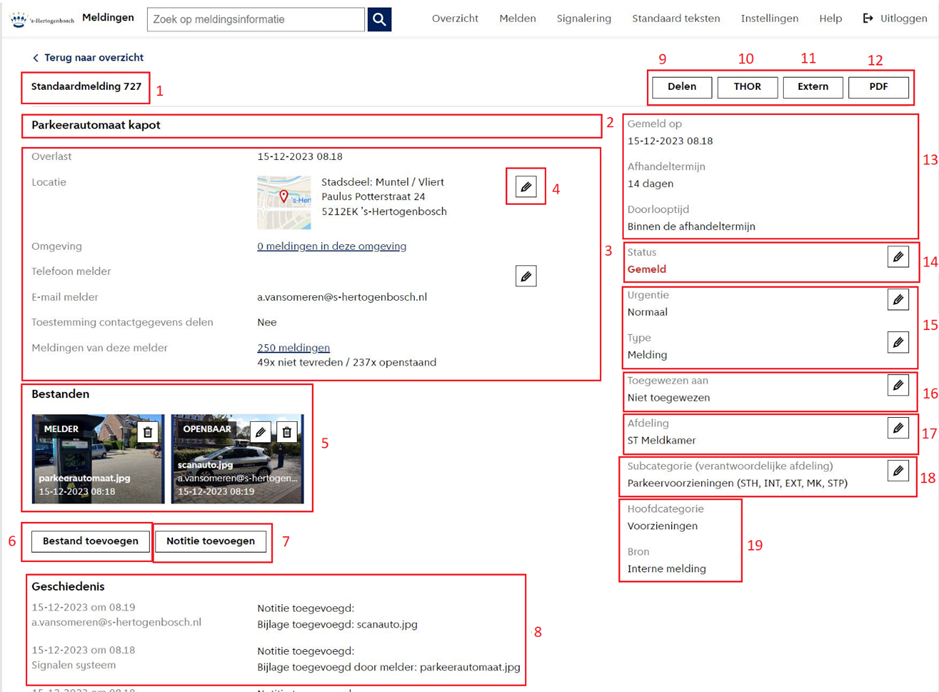 's-Hertogenbosch Meldingen Zoek op meldingsinformatie Overzicht Melden Signalering Standaard teksten Instellingen Help Uitloggen
Terug naar overzicht
Standaardmelding 727
1
9 10 11 12
Delen THOR Extern PDF
Parkeerautomaat kapot
2
3
Overlast 15-12-2023 08.18
Locatie Stadsdeel: Muntel / Vliert
Paulus Potterstraat 24
5212EK 's-Hertogenbosch
's-Her
4
Omgeving 0 meldingen in deze omgeving
Telefoon melder
E-mail melder a.vansomeren@s-hertogenbosch.nl
Toestemming contactgegevens delen Nee
Meldingen van deze melder 250 meldingen
49x niet tevreden / 237x openstaand
Bestanden
5
MELDER
parkeerautomaat.jpg
15-12-2023 08:18
OPENBAAR
scanauto.jpg
a.vansomeren@s-hertogen...
15-12-2023 08:19
6 Bestand toevoegen Notitie toevoegen 7
Geschiedenis
8
15-12-2023 om 08.19 Notitie toegevoegd:
a.vansomeren@s-hertogenbosch.nl Bijlage toegevoegd: scanauto.jpg
15-12-2023 om 08.18 Notitie toegevoegd:
Signalen systeem Bijlage toegevoegd door melder: parkeerautomaat.jpg
Gemeld op
15-12-2023 08.18
13
Afhandeltermijn
14 dagen
Doorlooptijd
Binnen de afhandeltermijn
Status
Gemeld
14
Urgentie
Normaal
15
Type
Melding
Toegewezen aan
Niet toegewezen
16
Afdeling
ST Meldkamer
17
Subcategorie (verantwoordelijke afdeling)
Parkeervoorzieningen (STH, INT, EXT, MK, STP)
18
Hoofdcategorie
Voorzieningen
19
Bron
Interne melding